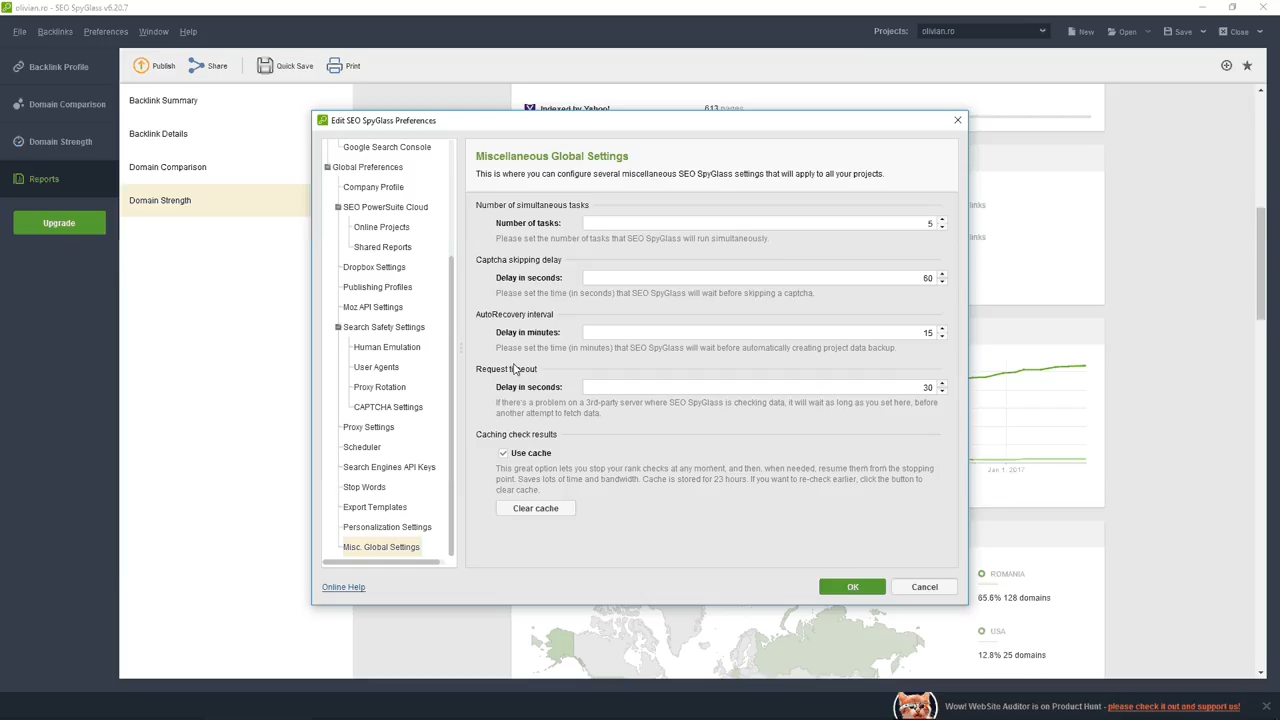 olivian.ro - SEO SpyGlass v6.20.7
File Backlinks Preferences Window Help Projects: olivian.ro New Open Save Close
Backlink Profile
Domain Comparison
Domain Strength
Reports
Upgrade
Publish Share Quick Save Print
Backlink Summary
Backlink Details
Domain Comparison
Domain Strength
Indexed by Yahoo! 613 pages
Edit SEO SpyGlass Preferences
Google Search Console
Global Preferences
Company Profile
SEO PowerSuite Cloud
Online Projects
Shared Reports
Dropbox Settings
Publishing Profiles
Moz API Settings
Search Safety Settings
Human Emulation
User Agents
Proxy Rotation
CAPTCHA Settings
Proxy Settings
Scheduler
Search Engines API Keys
Stop Words
Export Templates
Personalization Settings
Misc. Global Settings
Miscellaneous Global Settings
This is where you can configure several miscellaneous SEO SpyGlass settings that will apply to all your projects.
Number of simultaneous tasks
Number of tasks: 5
Please set the number of tasks that SEO SpyGlass will run simultaneously.
Captcha skipping delay
Delay in seconds: 60
Please set the time (in seconds) that SEO SpyGlass will wait before skipping a captcha.
AutoRecovery interval
Delay in minutes: 15
Please set the time (in minutes) that SEO SpyGlass will wait before automatically creating project data backup.
Request timeout
Delay in seconds: 30
If there's a problem on a 3rd-party server where SEO SpyGlass is checking data, it will wait as long as you set here, before
another attempt to fetch data.
Caching check results
Use cache
This great option lets you stop your rank checks at any moment, and then, when needed, resume them from the stopping
point. Saves lots of time and bandwidth. Cache is stored for 23 hours. If you want to re-check earlier, click the button to
clear cache.
Clear cache
Online Help
OK Cancel
Jan 1, 2017
ROMANIA
65.6% 128 domains
USA
12.8% 25 domains
Wow! WebSite Auditor is on Product Hunt - please check it out and support us!